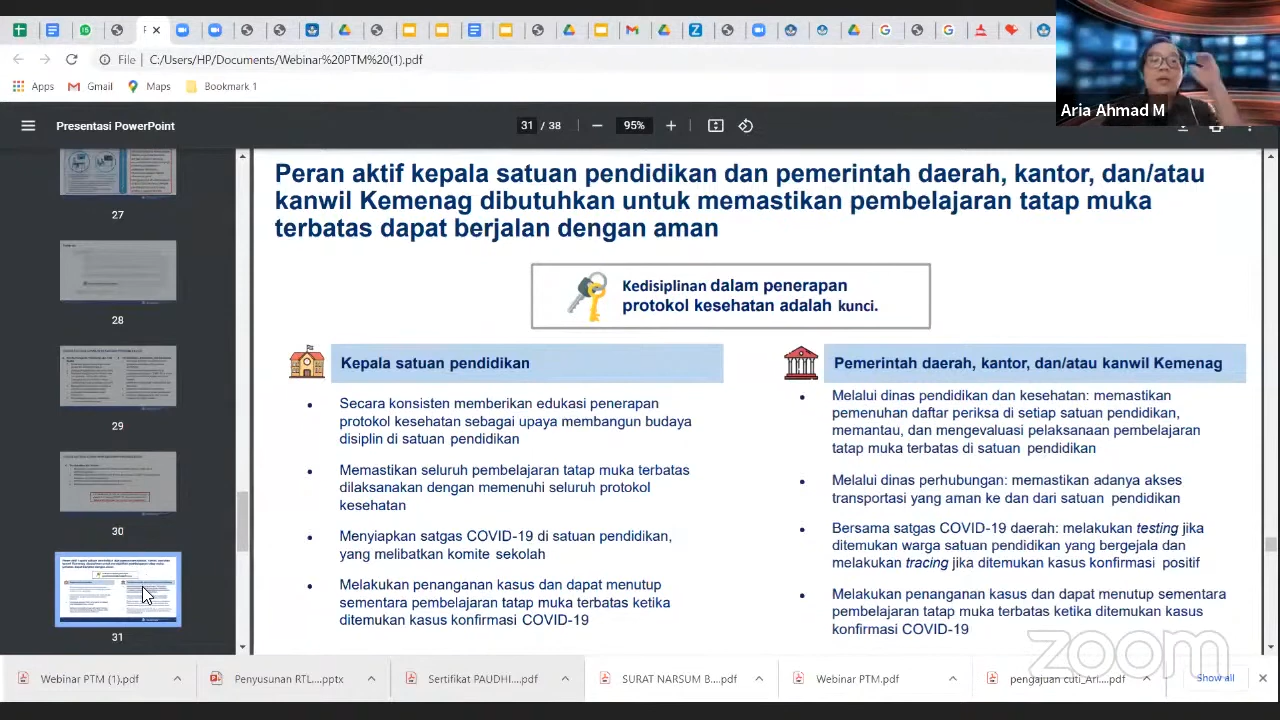 File
C:/Users/HP/Documents/Webinar%20PTM%20(1).pdf
Apps
Gmail
Maps
Bookmark 1
Aria Ahmad M
Presentasi PowerPoint
31 / 38
95%
27
28
29
30
31
Peran aktif kepala satuan pendidikan dan pemerintah daerah, kantor, dan/atau
kanwil Kemenag dibutuhkan untuk memastikan pembelajaran tatap muka
terbatas dapat berjalan dengan aman
Kedisiplinan dalam penerapan
protokol kesehatan adalah kunci.
Kepala satuan pendidikan
Secara konsisten memberikan edukasi penerapan
protokol kesehatan sebagai upaya membangun budaya
disiplin di satuan pendidikan
Memastikan seluruh pembelajaran tatap muka terbatas
dilaksanakan dengan memenuhi seluruh protokol
kesehatan
Menyiapkan satgas COVID-19 di satuan pendidikan,
yang melibatkan komite sekolah
Melakukan penanganan kasus dan dapat menutup
sementara pembelajaran tatap muka terbatas ketika
ditemukan kasus konfirmasi COVID-19
Pemerintah daerah, kantor, dan/atau kanwil Kemenag
Melalui dinas pendidikan dan kesehatan: memastikan
pemenuhan daftar periksa di setiap satuan pendidikan,
memantau, dan mengevaluasi pelaksanaan pembelajaran
tatap muka terbatas di satuan pendidikan
Melalui dinas perhubungan: memastikan adanya akses
transportasi yang aman ke dan dari satuan pendidikan
Bersama satgas COVID-19 daerah: melakukan testing jika
ditemukan warga satuan pendidikan yang bergejala dan
melakukan tracing jika ditemukan kasus konfirmasi positif
Melakukan penanganan kasus dan dapat menutup sementara
pembelajaran tatap muka terbatas ketika ditemukan kasus
konfirmasi COVID-19
zoom
Webinar PTM (1).pdf
Penyusunan RTL....pptx
Sertifikat PAUDHI....pdf
SURAT NARSUM B....pdf
Webinar PTM.pdf
pengajuan cuti_Ari....pdf
Show all